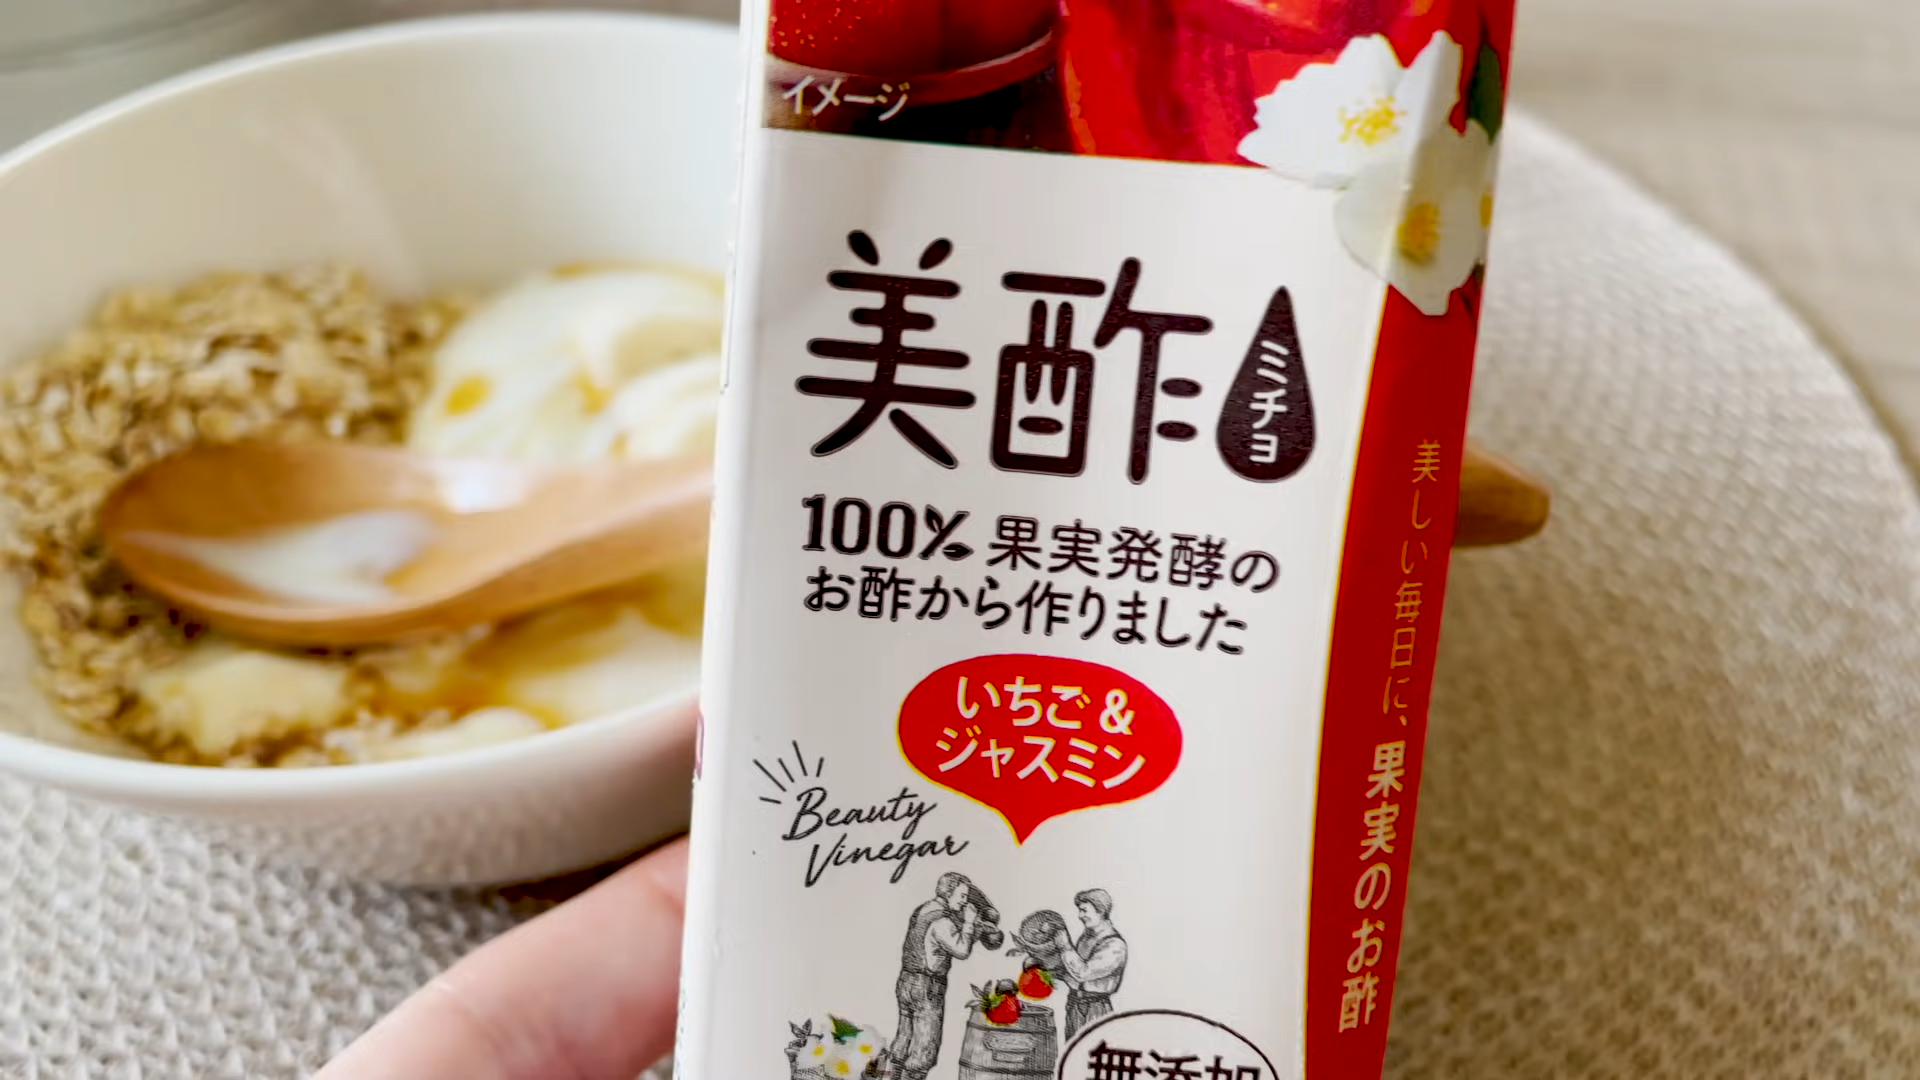 イメージ
美酢
ミチョ
100% 果実発酵の
お酢から作りました
いちご&
ジャスミン
Beauty
Vinegar
無添加
美しい毎日に、果実のお酢